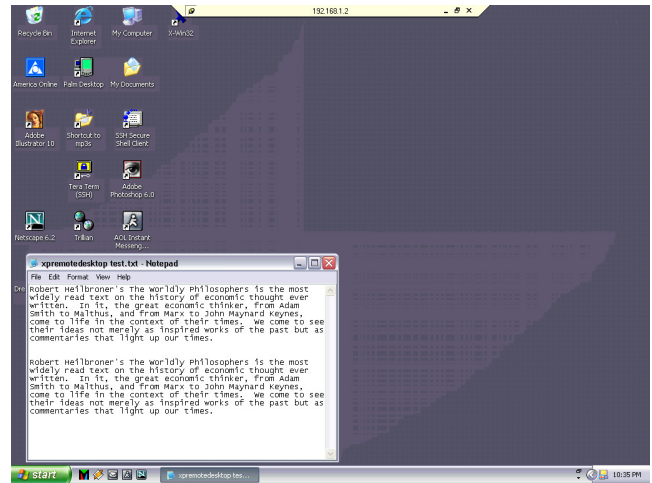 192.168.1.2
Recycle Bin
Internet Explorer
My Computer
X-Win32
America Online
Palm Desktop
My Documents
Adobe Illustrator 10
Shortcut to mp3s
SSH Secure Shell Client
Tera Term (SSH)
Adobe Photoshop 6.0
Netscape 6.2
Trillian
AOL Instant Messeng...
Dre
xpremotedesktop test.txt - Notepad
File Edit Format View Help
Robert Heilbroner's The Worldly Philosophers is the most
widely read text on the history of economic thought ever
written. In it, the great economic thinker, from Adam
Smith to Malthus, and from Marx to John Maynard Keynes,
come to life in the context of their times. We come to see
their ideas not merely as inspired works of the past but as
commentaries that light up our times.
Robert Heilbroner's The Worldly Philosophers is the most
widely read text on the history of economic thought ever
written. In it, the great economic thinker, from Adam
Smith to Malthus, and from Marx to John Maynard Keynes,
come to life in the context of their times. We come to see
their ideas not merely as inspired works of the past but as
commentaries that light up our times.
start
xpremotedesktop tes...
10:35 PM